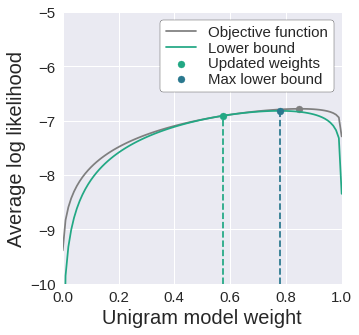 Average log likelihood
−5
−6
−7
−8
−9
−10
Objective function
Lower bound
Updated weights
Max lower bound
0.0 0.2 0.4 0.6 0.8 1.0
Unigram model weight